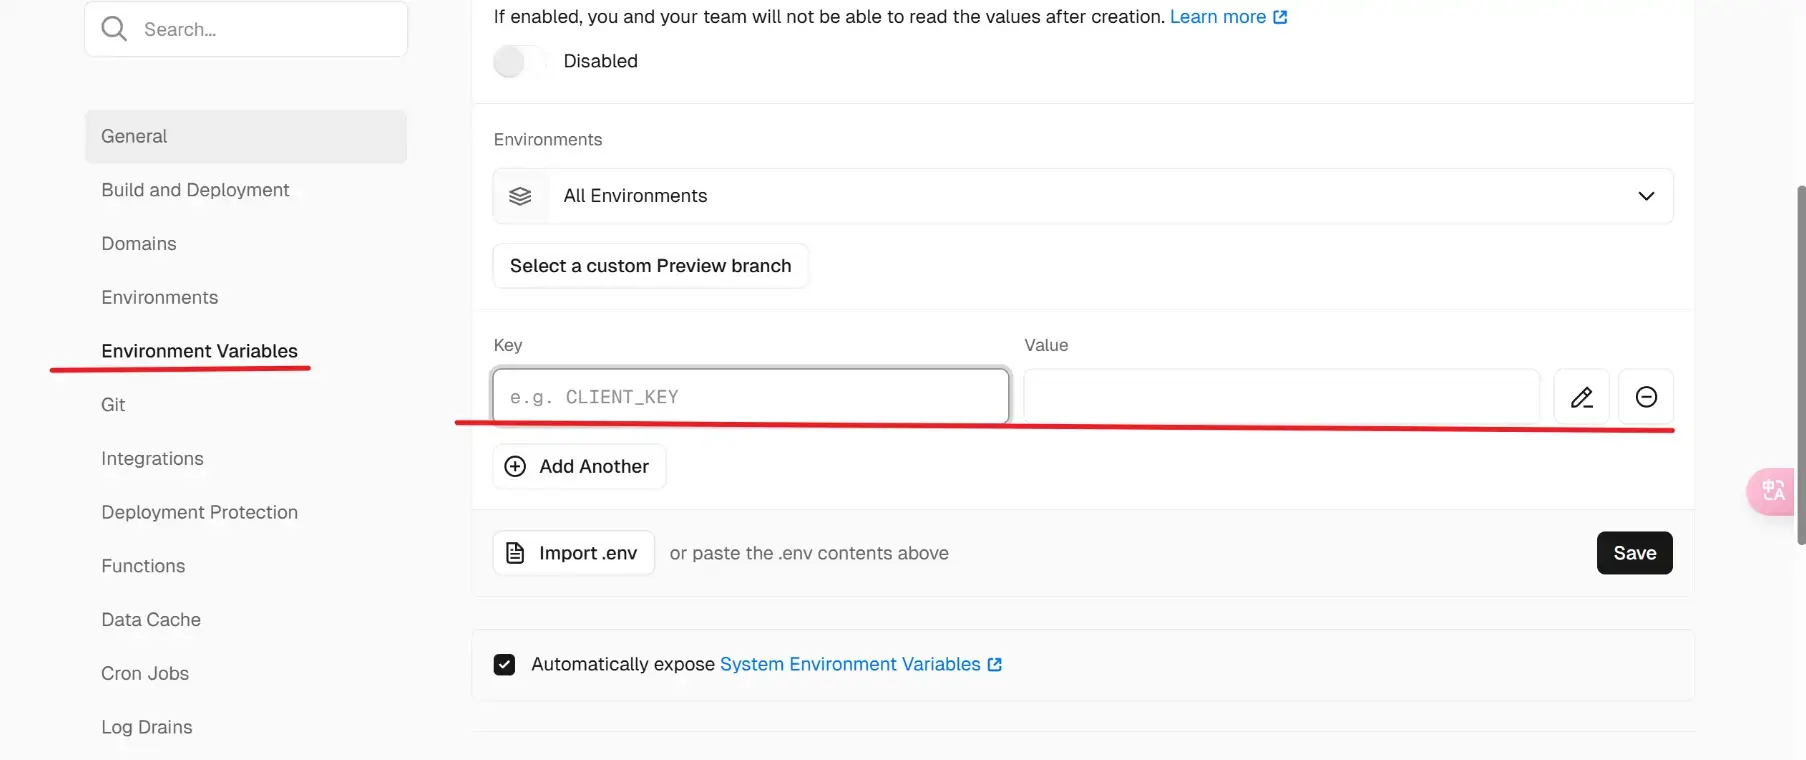 Search...
General
Build and Deployment
Domains
Environments
Environment Variables
Git
Integrations
Deployment Protection
Functions
Data Cache
Cron Jobs
Log Drains
If enabled, you and your team will not be able to read the values after creation. Learn more
Disabled
Environments
All Environments
Select a custom Preview branch
Key Value
e.g. CLIENT_KEY
Add Another
Import .env or paste the .env contents above Save
Automatically expose System Environment Variables
中A